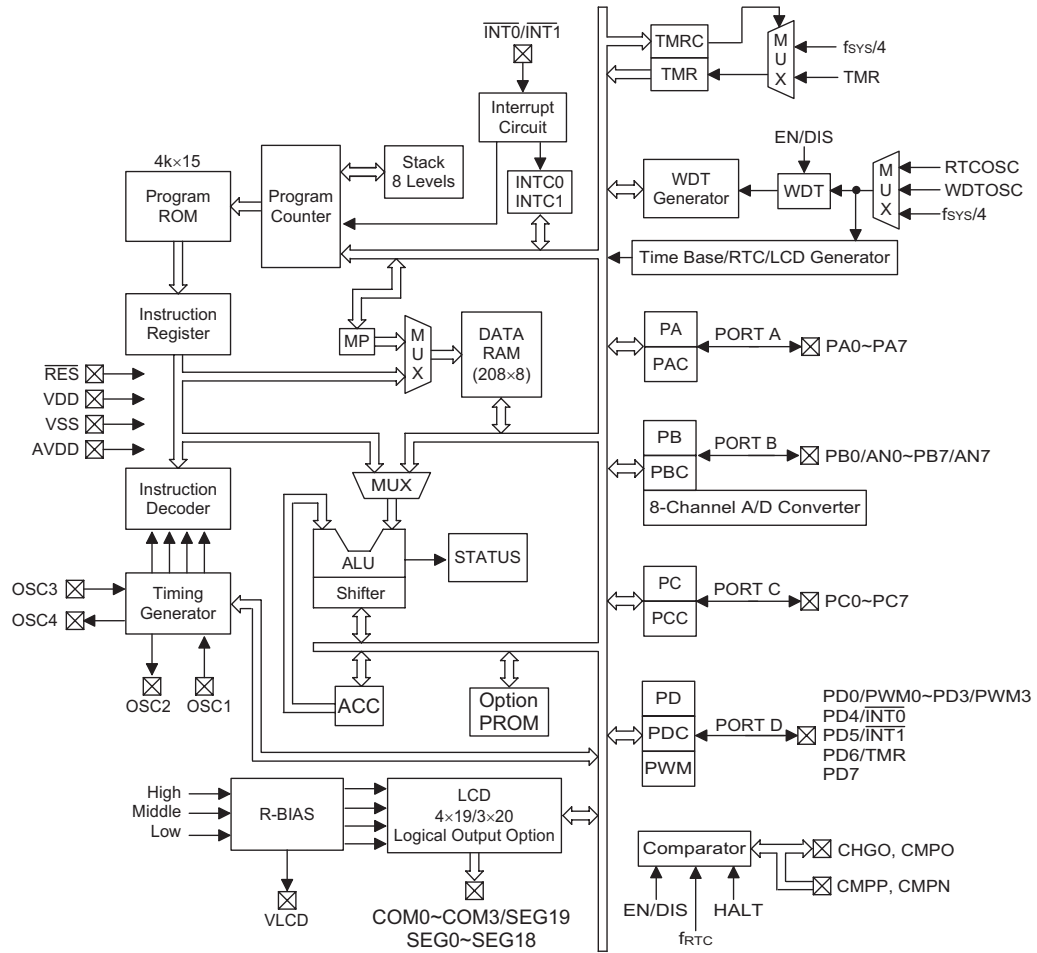 INT0/INT1
Interrupt
Circuit
INTC0
INTC1
4k×15
Program
ROM
Program
Counter
Stack
8 Levels
Instruction
Register
MP
MUX
DATA
RAM
(208×8)
RES
VDD
VSS
AVDD
Instruction
Decoder
MUX
ALU
Shifter
STATUS
OSC3
OSC4
Timing
Generator
OSC2
OSC1
ACC
Option
PROM
High
Middle
Low
R-BIAS
VLCD
LCD
4×19/3×20
Logical Output Option
COM0~COM3/SEG19
SEG0~SEG18
TMRC
TMR
MUX
fSYS/4
TMR
EN/DIS
WDT
Generator
WDT
MUX
RTCOSC
WDTOSC
fSYS/4
Time Base/RTC/LCD Generator
PA
PAC
PORT A
PA0~PA7
PB
PBC
PORT B
PB0/AN0~PB7/AN7
8-Channel A/D Converter
PC
PCC
PORT C
PC0~PC7
PD
PDC
PWM
PORT D
PD0/PWM0~PD3/PWM3
PD4/INT0
PD5/INT1
PD6/TMR
PD7
Comparator
CHGO, CMPO
CMPP, CMPN
EN/DIS
fRTC
HALT